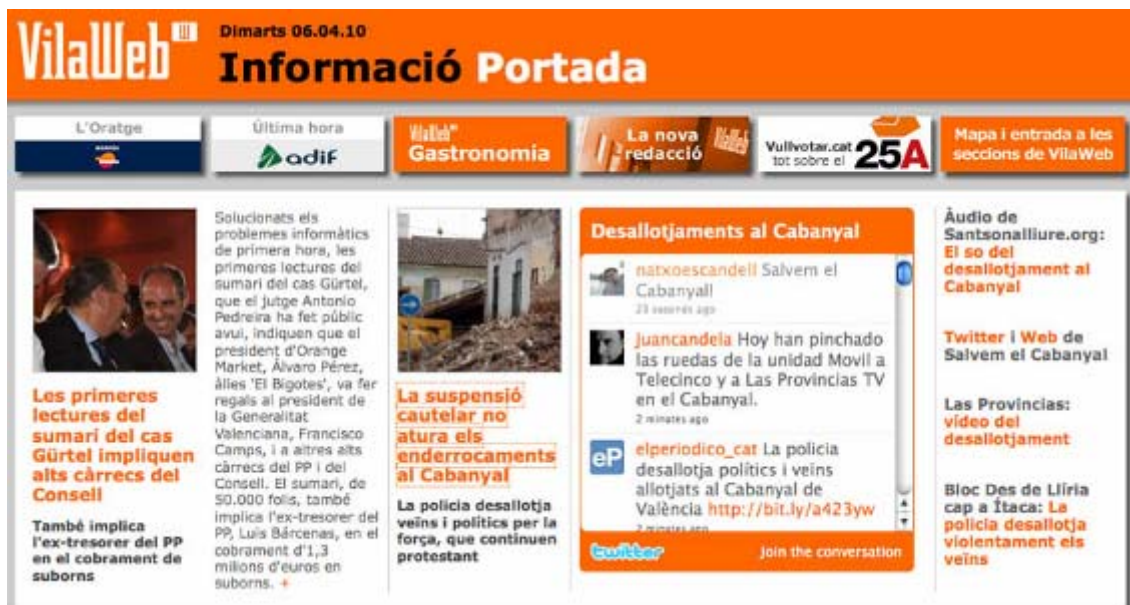 VilaWeb
Dimarts 06.04.10
Informació Portada
L'Oratge
Última hora
adif
VilaWeb
Gastronomia
La nova
redacció
VilaWeb
Vullvotar.cat
tot sobre el
25A
Mapa i entrada a les
seccions de VilaWeb
Les primeres
lectures del
sumari del cas
Gürtel impliquen
alts càrrecs del
Consell
També implica
l'ex-tresorer del PP
en el cobrament de
suborns
Solucionats els
problemes informàtics
de primera hora, les
primeres lectures del
sumari del cas Gürtel,
que el jutge Antonio
Pedreira ha fet públic
avui, indiquen que el
president d'Orange
Market, Álvaro Pérez,
àlies 'El Bigotes', va fer
regals al president de
la Generalitat
Valenciana, Francisco
Camps, i a altres alts
càrrecs del PP i del
Consell. El sumari, de
50.000 folis, també
implica l'ex-tresorer del
PP, Luis Bárcenas, en el
cobrament d'1,3
milions d'euros en
suborns. +
La suspensió
cautelar no
atura els
enderrocaments
al Cabanyal
La policia desallotja
veïns i polítics per la
força, que continuen
protestant
Desallotjaments al Cabanyal
natxoescandell Salvem el
Cabanyal!
23 seconds ago
Juancandela Hoy han pinchado
las ruedas de la unidad Movil a
Telecinco y a Las Provincias TV
en el Cabanyal.
2 minutes ago
eP
elperiodico_cat La policia
desallotja polítics i veïns
allotjats al Cabanyal de
València http://bit.ly/a423yw
2 minutes ago
twitter
Join the conversation
Àudio de
Santsonalliure.org:
El so del
desallotjament al
Cabanyal
Twitter i Web de
Salvem el Cabanyal
Las Provincias:
vídeo del
desallotjament
Bloc Des de Llíria
cap a Ítaca: La
policia desallotja
violentament els
veïns